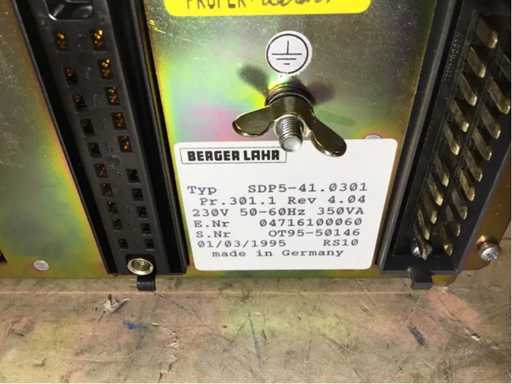 BERGER LAHR
Typ SDP5-41.0301
Pr.301.1 Rev 4.04
230V 50-60Hz 350VA
E.Nr 04716100060
S.Nr OT95-50146
01/03/1995 RS10
made in Germany